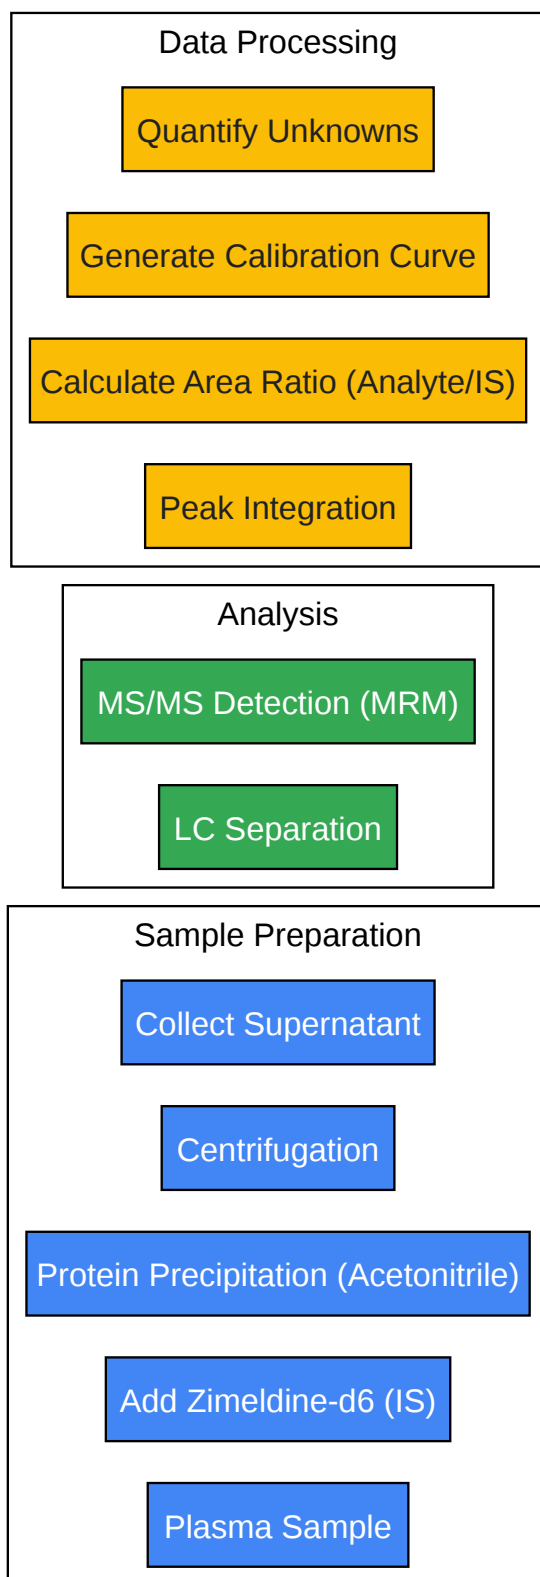 Data Processing
Quantify Unknowns
Generate Calibration Curve
Calculate Area Ratio (Analyte/IS)
Peak Integration
Analysis
MS/MS Detection (MRM)
LC Separation
Sample Preparation
Collect Supernatant
Centrifugation
Protein Precipitation (Acetonitrile)
Add Zimeldine-d6 (IS)
Plasma Sample